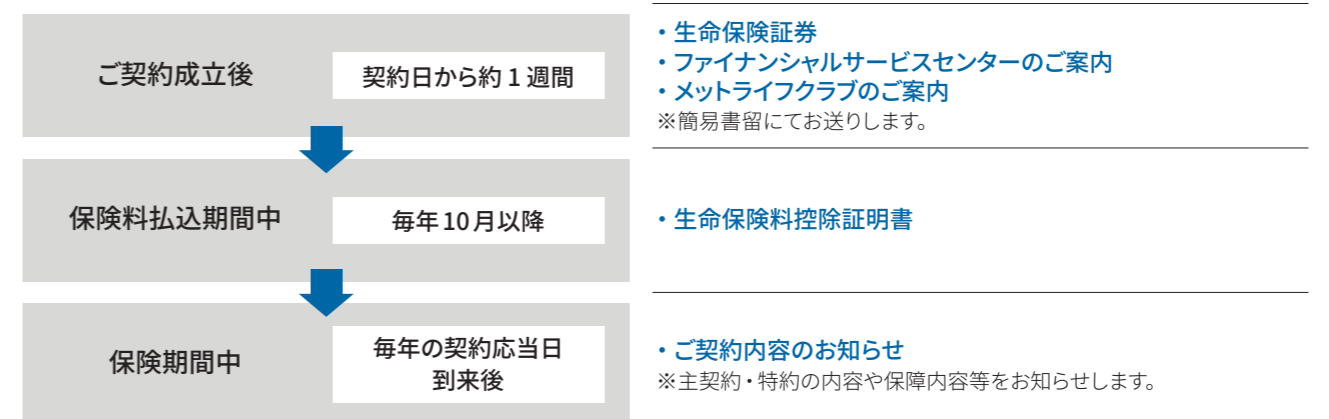 ご契約成立後
契約日から約1週間
・生命保険証券
・ファイナンシャルサービスセンターのご案内
・メットライフクラブのご案内
※簡易書留にてお送りします。
保険料払込期間中
毎年10月以降
・生命保険料控除証明書
保険期間中
毎年の契約応当日
到来後
・ご契約内容のお知らせ
※主契約・特約の内容や保障内容等をお知らせします。